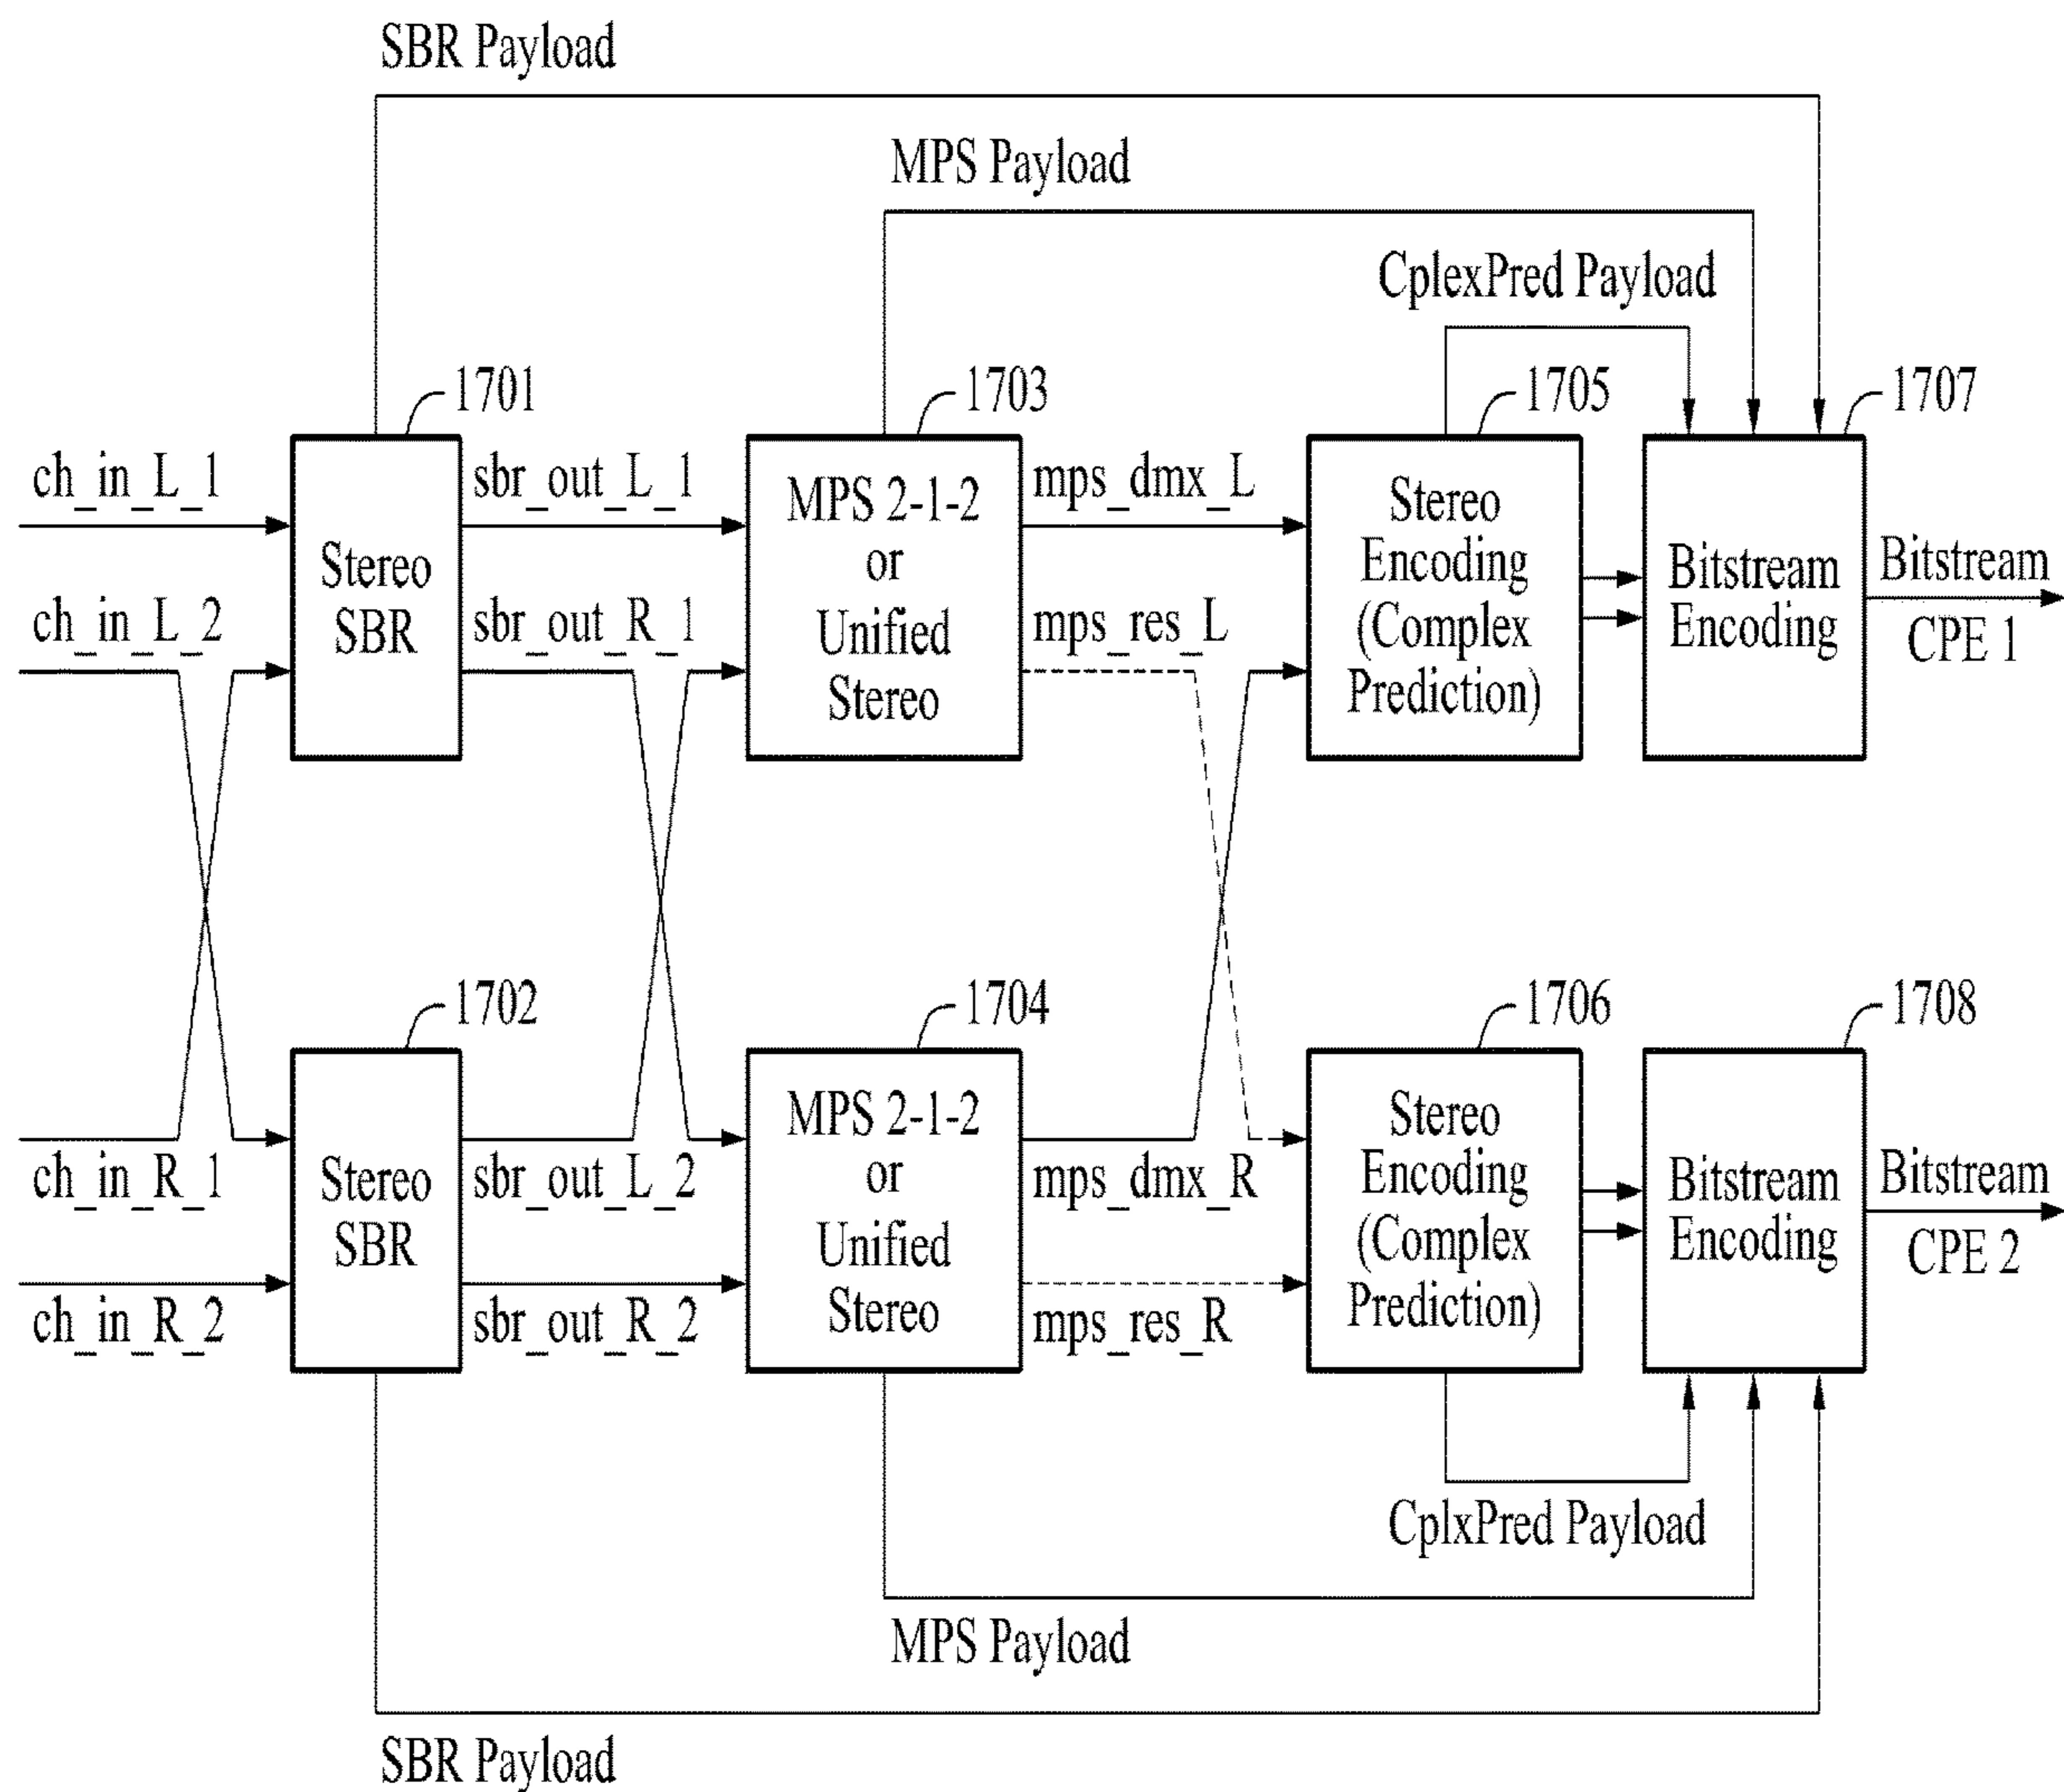 SBR Payload
MPS Payload
CplexPred Payload
1701
1703
1705
1707
ch_in_L_1
sbr_out_L_1
mps_dmx_L
ch_in_L_2
sbr_out_R_1
mps_res_L
Stereo
SBR
MPS 2-1-2
or
Unified
Stereo
Stereo
Encoding
(Complex
Prediction)
Bitstream
Encoding
Bitstream
CPE 1
1702
1704
1706
1708
ch_in_R_1
sbr_out_L_2
mps_dmx_R
ch_in_R_2
sbr_out_R_2
mps_res_R
Stereo
SBR
MPS 2-1-2
or
Unified
Stereo
Stereo
Encoding
(Complex
Prediction)
Bitstream
Encoding
Bitstream
CPE 2
CplxPred Payload
MPS Payload
SBR Payload